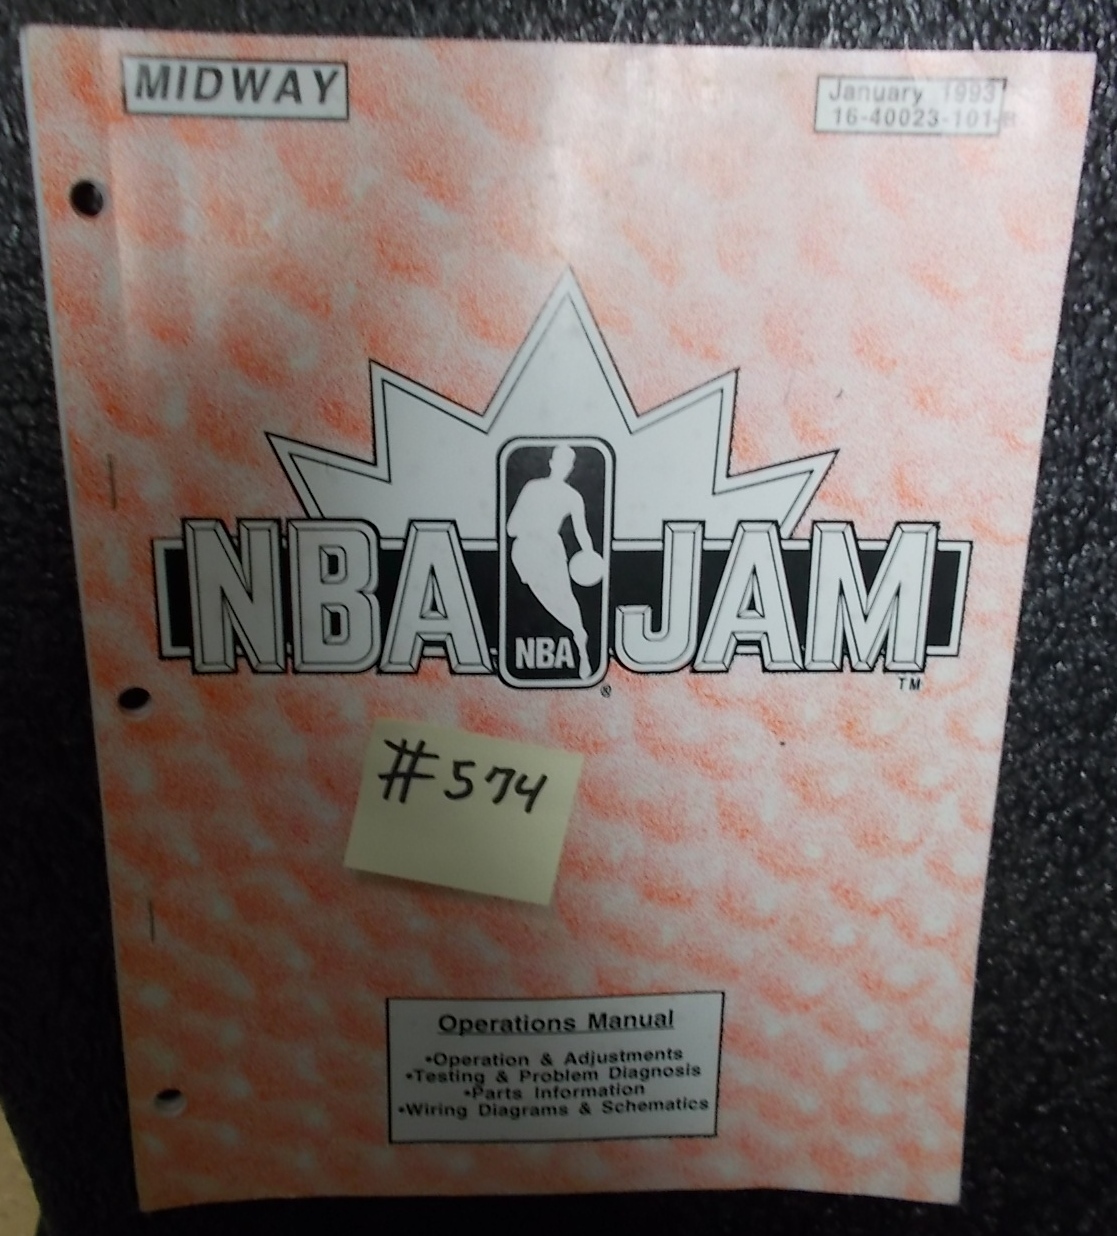 MIDWAY
January 1993
16-40023-101-B
NBA JAM
NBA
®
TM
#574
Operations Manual
•Operation & Adjustments
•Testing & Problem Diagnosis
•Parts Information
•Wiring Diagrams & Schematics